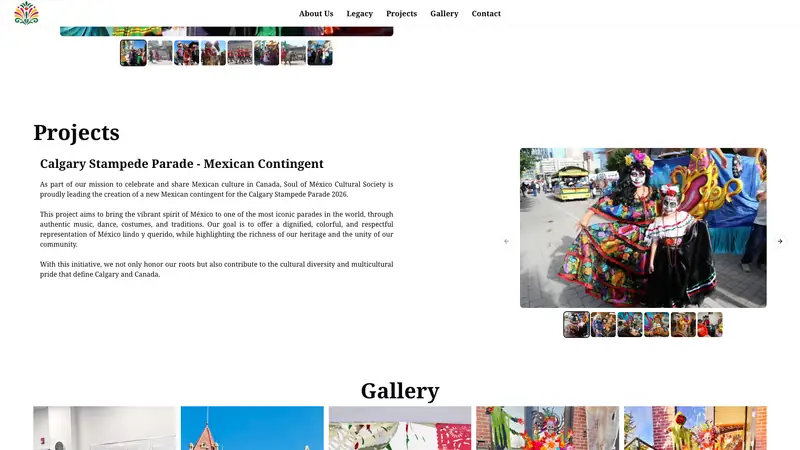 About Us
Legacy
Projects
Gallery
Contact
Projects
Calgary Stampede Parade - Mexican Contingent
As part of our mission to celebrate and share Mexican culture in Canada, Soul of México Cultural Society is
proudly leading the creation of a new Mexican contingent for the Calgary Stampede Parade 2026.
This project aims to bring the vibrant spirit of México to one of the most iconic parades in the world, through
authentic music, dance, costumes, and traditions. Our goal is to offer a dignified, colorful, and respectful
representation of México lindo y querido, while highlighting the richness of our heritage and the unity of our
community.
With this initiative, we not only honor our roots but also contribute to the cultural diversity and multicultural
pride that define Calgary and Canada.
Gallery